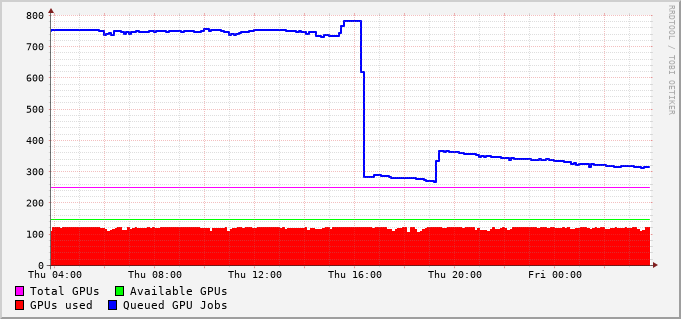 800
700
600
500
400
300
200
100
0
Thu 04:00 Thu 08:00 Thu 12:00 Thu 16:00 Thu 20:00 Fri 00:00
Total GPUs Available GPUs
GPUs used Queued GPU Jobs
RRDTOOL / TOBI OETIKER